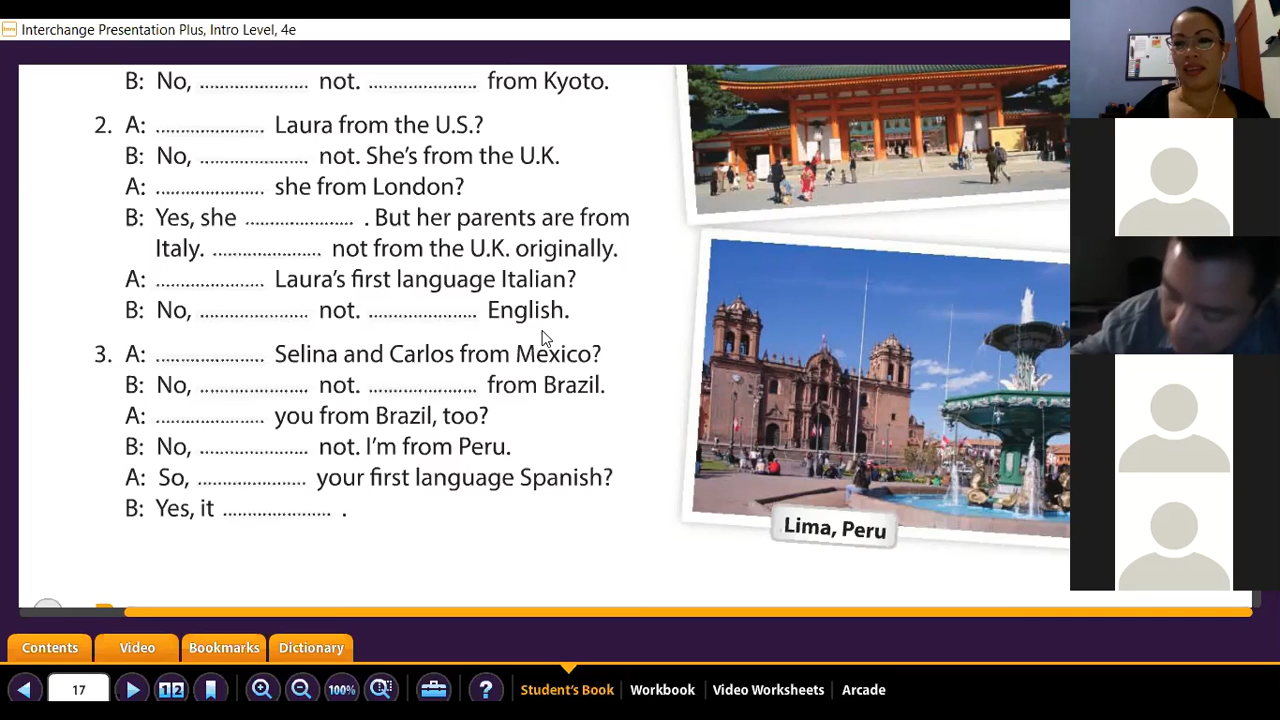 Interchange Presentation Plus, Intro Level, 4e
B: No, ...................... not. ...................... from Kyoto.
2. A: ...................... Laura from the U.S.?
B: No, ...................... not. She's from the U.K.
A: ...................... she from London?
B: Yes, she ...................... . But her parents are from
Italy. ...................... not from the U.K. originally.
A: ...................... Laura's first language Italian?
B: No, ...................... not. ...................... English.
3. A: ...................... Selina and Carlos from Mexico?
B: No, ...................... not. ...................... from Brazil.
A: ...................... you from Brazil, too?
B: No, ...................... not. I'm from Peru.
A: So, ...................... your first language Spanish?
B: Yes, it ...................... .
Lima, Peru
Contents Video Bookmarks Dictionary
17 12 100% ? Student's Book Workbook Video Worksheets Arcade